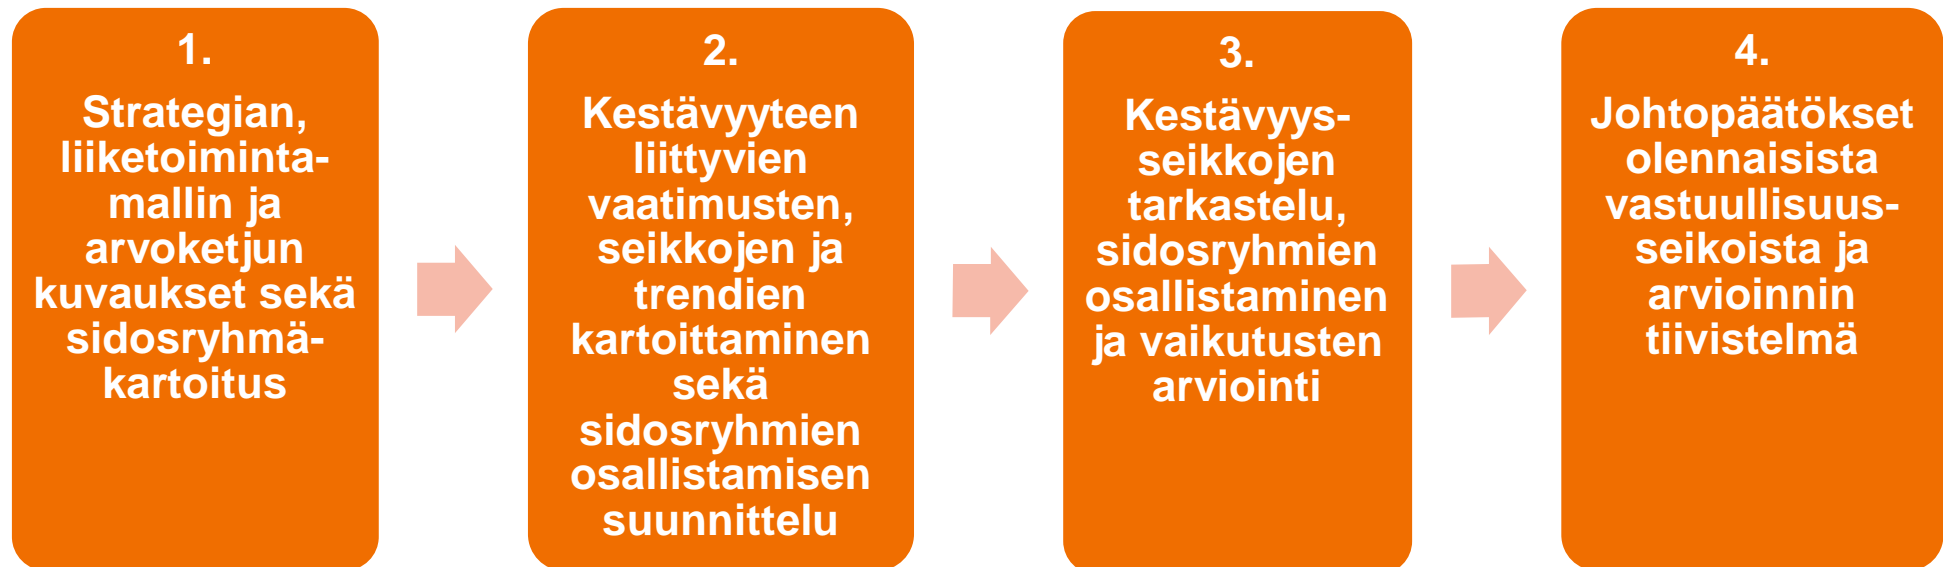 1.
Strategian,
liiketoiminta-
mallin ja
arvoketjun
kuvaukset sekä
sidosryhmä-
kartoitus
2.
Kestävyyteen
liittyvien
vaatimusten,
seikkojen ja
trendien
kartoittaminen
sekä
sidosryhmien
osallistamisen
suunnittelu
3.
Kestävyys-
seikkojen
tarkastelu,
sidosryhmien
osallistaminen
ja vaikutusten
arviointi
4.
Johtopäätökset
olennaisista
vastuullisuus-
seikoista ja
arvioinnin
tiivistelmä